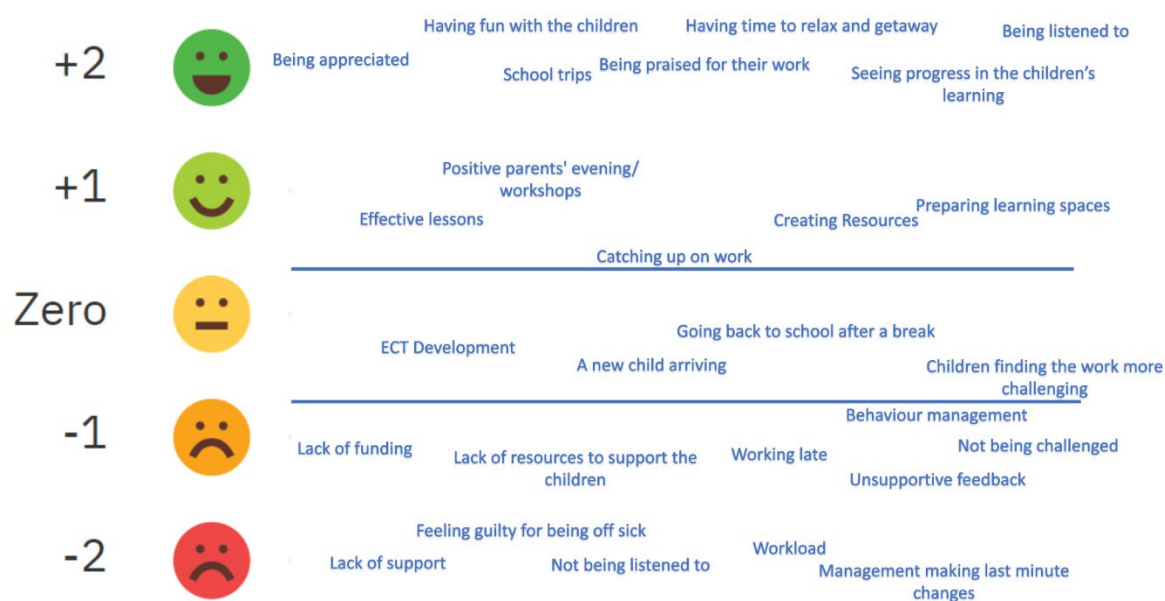 +2
Having fun with the children
Having time to relax and getaway
Being listened to
Being appreciated
School trips
Being praised for their work
Seeing progress in the children's
learning
+1
Positive parents' evening/
workshops
Effective lessons
Creating Resources
Preparing learning spaces
Catching up on work
Zero
Going back to school after a break
ECT Development
A new child arriving
Children finding the work more
challenging
-1
Behaviour management
Lack of funding
Lack of resources to support the
children
Working late
Not being challenged
Unsupportive feedback
-2
Feeling guilty for being off sick
Lack of support
Not being listened to
Workload
Management making last minute
changes